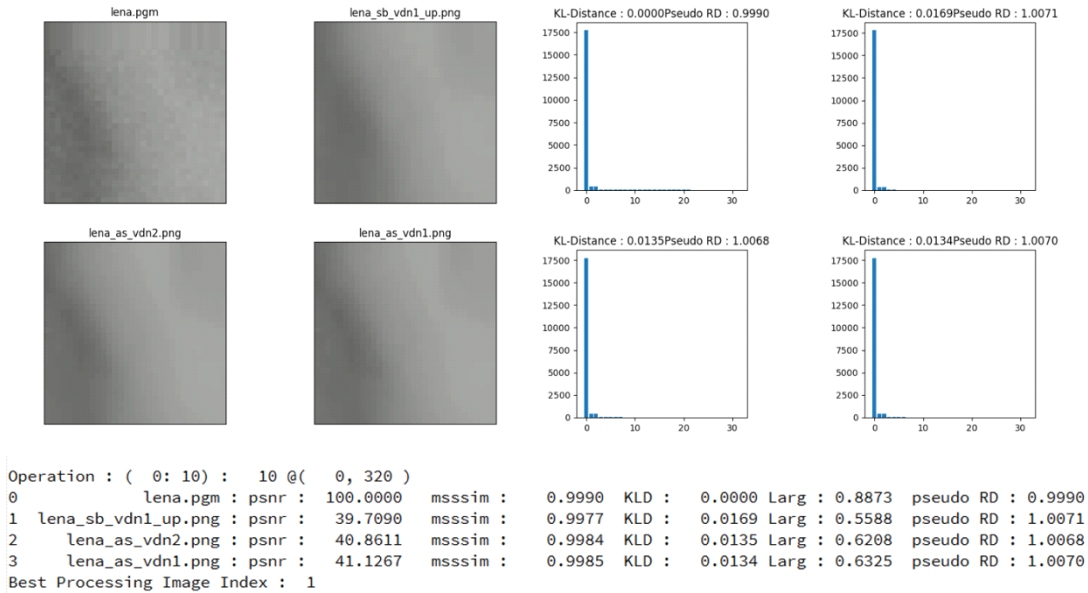 lena.pgm
lena_sb_vdn1_up.png
KL-Distance : 0.0000Pseudo RD : 0.9990
KL-Distance : 0.0169Pseudo RD : 1.0071
17500
15000
12500
10000
7500
5000
2500
0
0 10 20 30
17500
15000
12500
10000
7500
5000
2500
0
0 10 20 30
lena_as_vdn2.png
lena_as_vdn1.png
KL-Distance : 0.0135Pseudo RD : 1.0068
KL-Distance : 0.0134Pseudo RD : 1.0070
17500
15000
12500
10000
7500
5000
2500
0
0 10 20 30
17500
15000
12500
10000
7500
5000
2500
0
0 10 20 30
Operation : ( 0: 10) : 10 @( 0, 320 )
0 lena.pgm : psnr : 100.0000 msssim : 0.9990 KLD : 0.0000 Larg : 0.8873 pseudo RD : 0.9990
1 lena_sb_vdn1_up.png : psnr : 39.7090 msssim : 0.9977 KLD : 0.0169 Larg : 0.5588 pseudo RD : 1.0071
2 lena_as_vdn2.png : psnr : 40.8611 msssim : 0.9984 KLD : 0.0135 Larg : 0.6208 pseudo RD : 1.0068
3 lena_as_vdn1.png : psnr : 41.1267 msssim : 0.9985 KLD : 0.0134 Larg : 0.6325 pseudo RD : 1.0070
Best Processing Image Index : 1